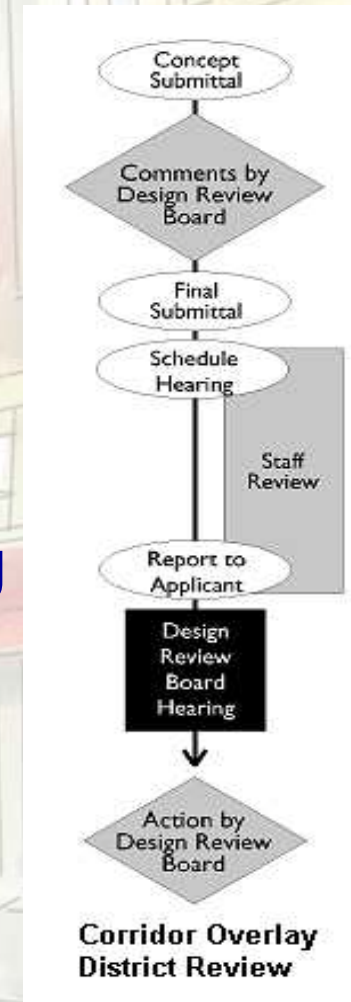 Concept
Submittal
Comments by
Design Review
Board
Final
Submittal
Schedule
Hearing
Staff
Review
Report to
Applicant
Design
Review
Board
Hearing
Action by
Design Review
Board
Corridor Overlay
District Review